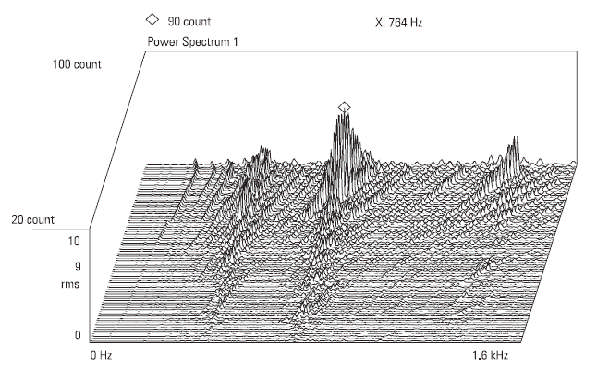 90 count
X 734 Hz
Power Spectrum 1
100 count
20 count
10
g
rms
0
0 Hz
1.6 kHz